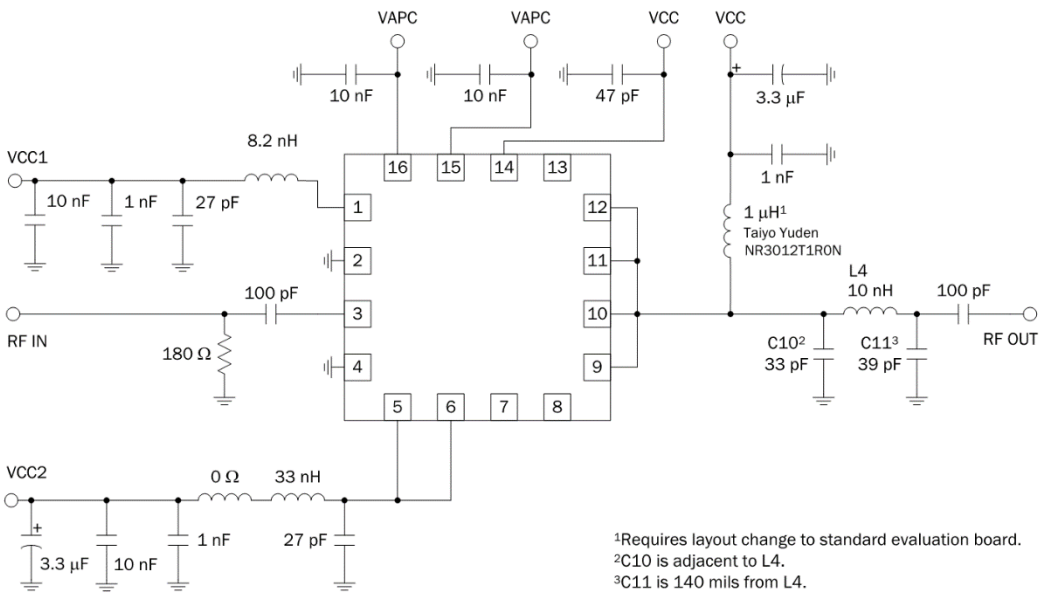 VAPC VAPC VCC VCC
10 nF 10 nF 47 pF + 3.3 μF
8.2 nH
VCC1
16 15 14 13
1 nF
10 nF 1 nF 27 pF
1 12
1 μH¹
Taiyo Yuden
NR3012T1R0N
2 11
L4
100 pF 10 nH 100 pF
3 10
RF IN RF OUT
180 Ω C10² C11³
33 pF 39 pF
4 9
5 6 7 8
VCC2 0 Ω 33 nH
+
3.3 μF 10 nF 1 nF 27 pF
¹Requires layout change to standard evaluation board.
²C10 is adjacent to L4.
³C11 is 140 mils from L4.